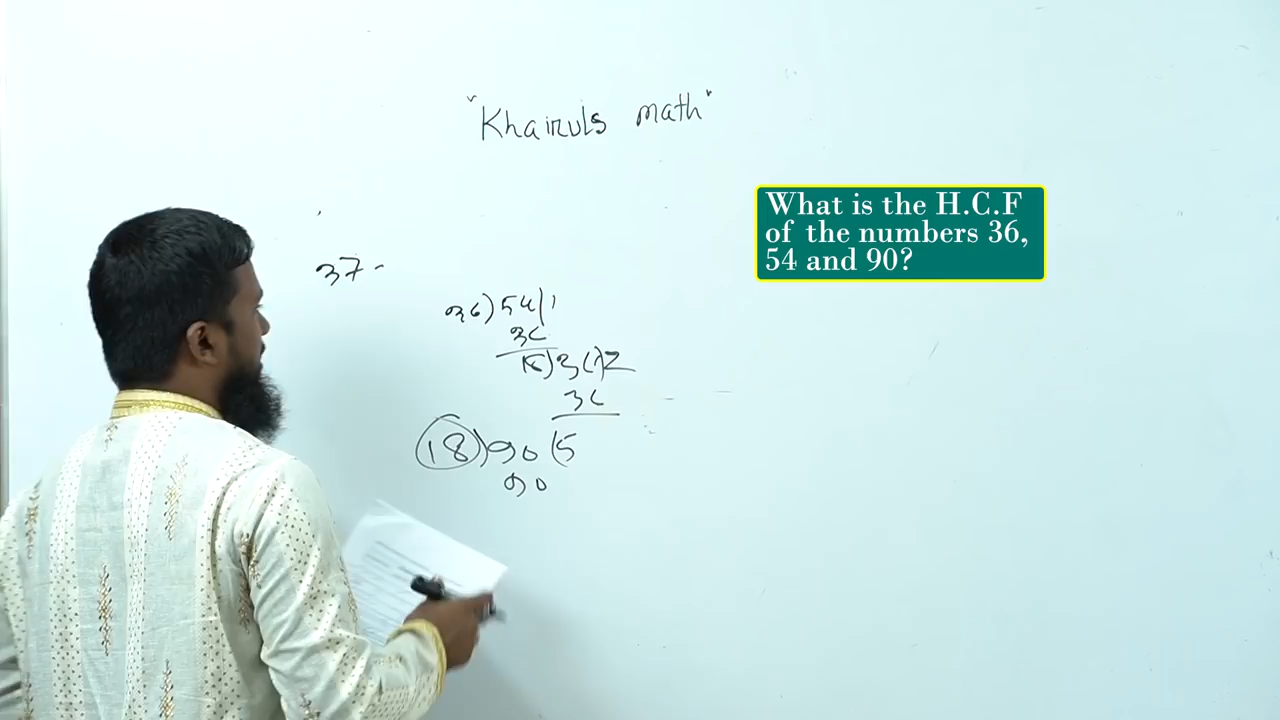 "Khairuls math"
What is the H.C.F
of the numbers 36,
54 and 90?
37-
36)54(1
36
18)36(2
36
18)90(5
90